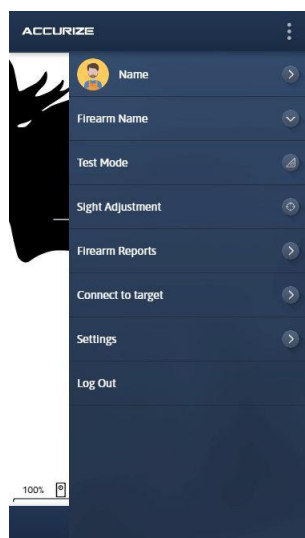 ACCURIZE
Name
Firearm Name
Test Mode
Sight Adjustment
Firearm Reports
Connect to target
Settings
Log Out
100%